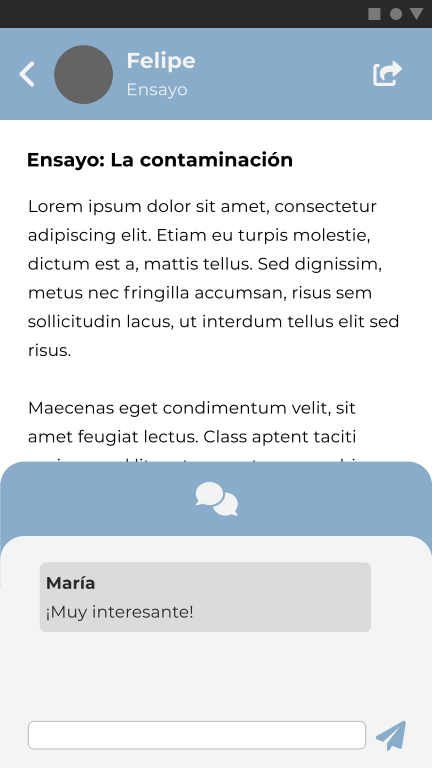 Felipe
Ensayo
Ensayo: La contaminación
Lorem ipsum dolor sit amet, consectetur
adipiscing elit. Etiam eu turpis molestie,
dictum est a, mattis tellus. Sed dignissim,
metus nec fringilla accumsan, risus sem
sollicitudin lacus, ut interdum tellus elit sed
risus.
Maecenas eget condimentum velit, sit
amet feugiat lectus. Class aptent taciti
María
¡Muy interesante!